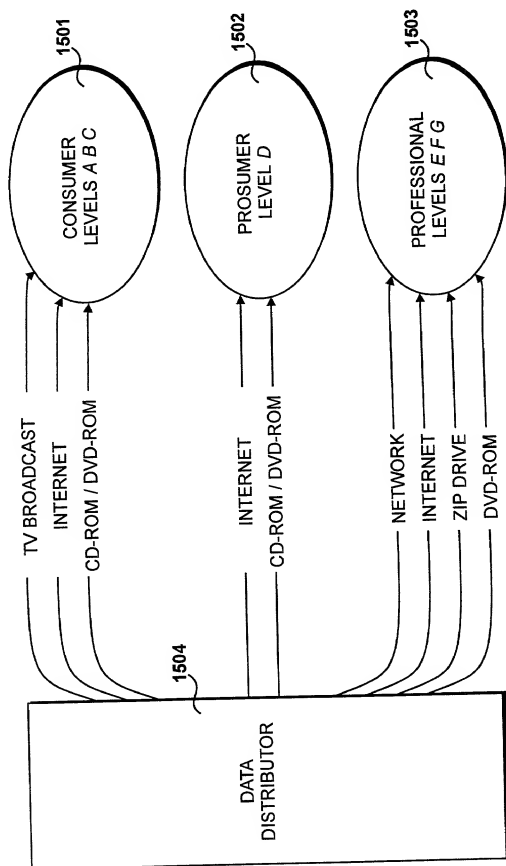 1501
CONSUMER
LEVELS A B C
1502
PROSUMER
LEVEL D
1503
PROFESSIONAL
LEVELS E F G
TV BROADCAST
INTERNET
CD-ROM / DVD-ROM
INTERNET
CD-ROM / DVD-ROM
NETWORK
INTERNET
ZIP DRIVE
DVD-ROM
1504
DATA
DISTRIBUTOR